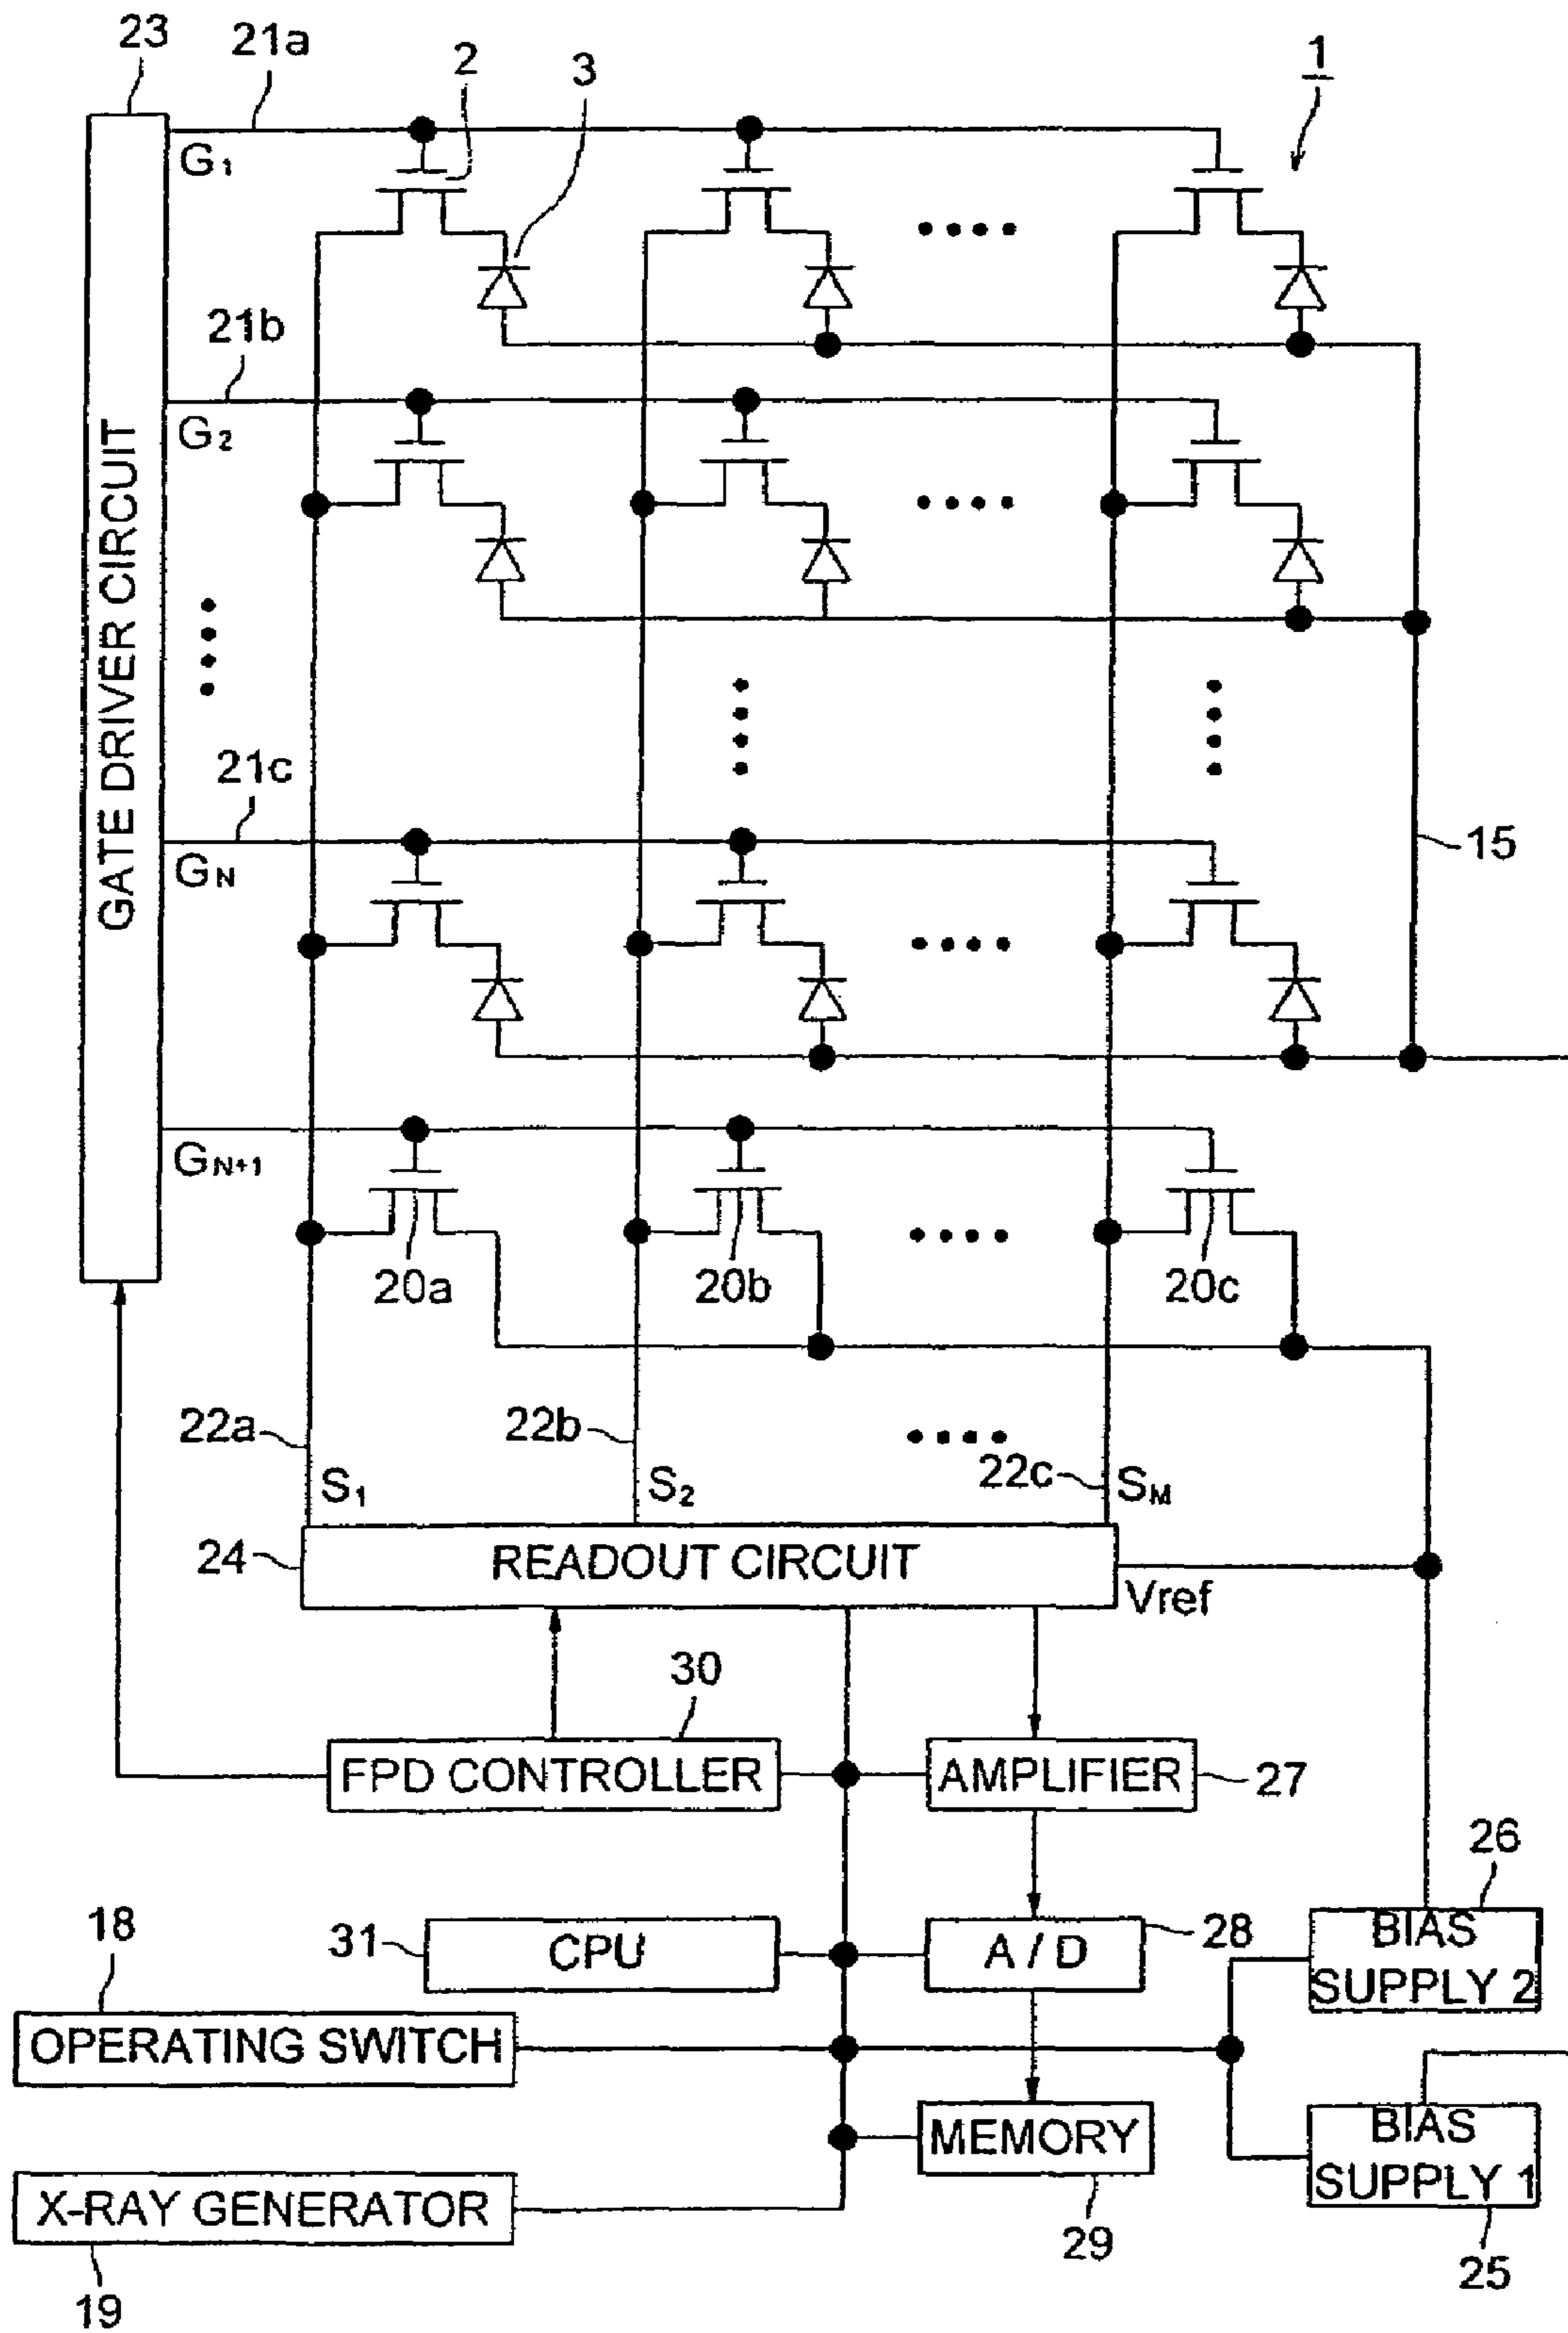 23
21a
2
3
1
G1
21b
G2
GATE DRIVER CIRCUIT
21c
GN
15
GN+1
20a
20b
20c
22a
22b
22c
S1
S2
SM
24
READOUT CIRCUIT
Vref
30
FPD CONTROLLER
AMPLIFIER
27
26
18
31
CPU
A / D
28
BIAS
SUPPLY 2
OPERATING SWITCH
MEMORY
BIAS
SUPPLY 1
X-RAY GENERATOR
29
25
19